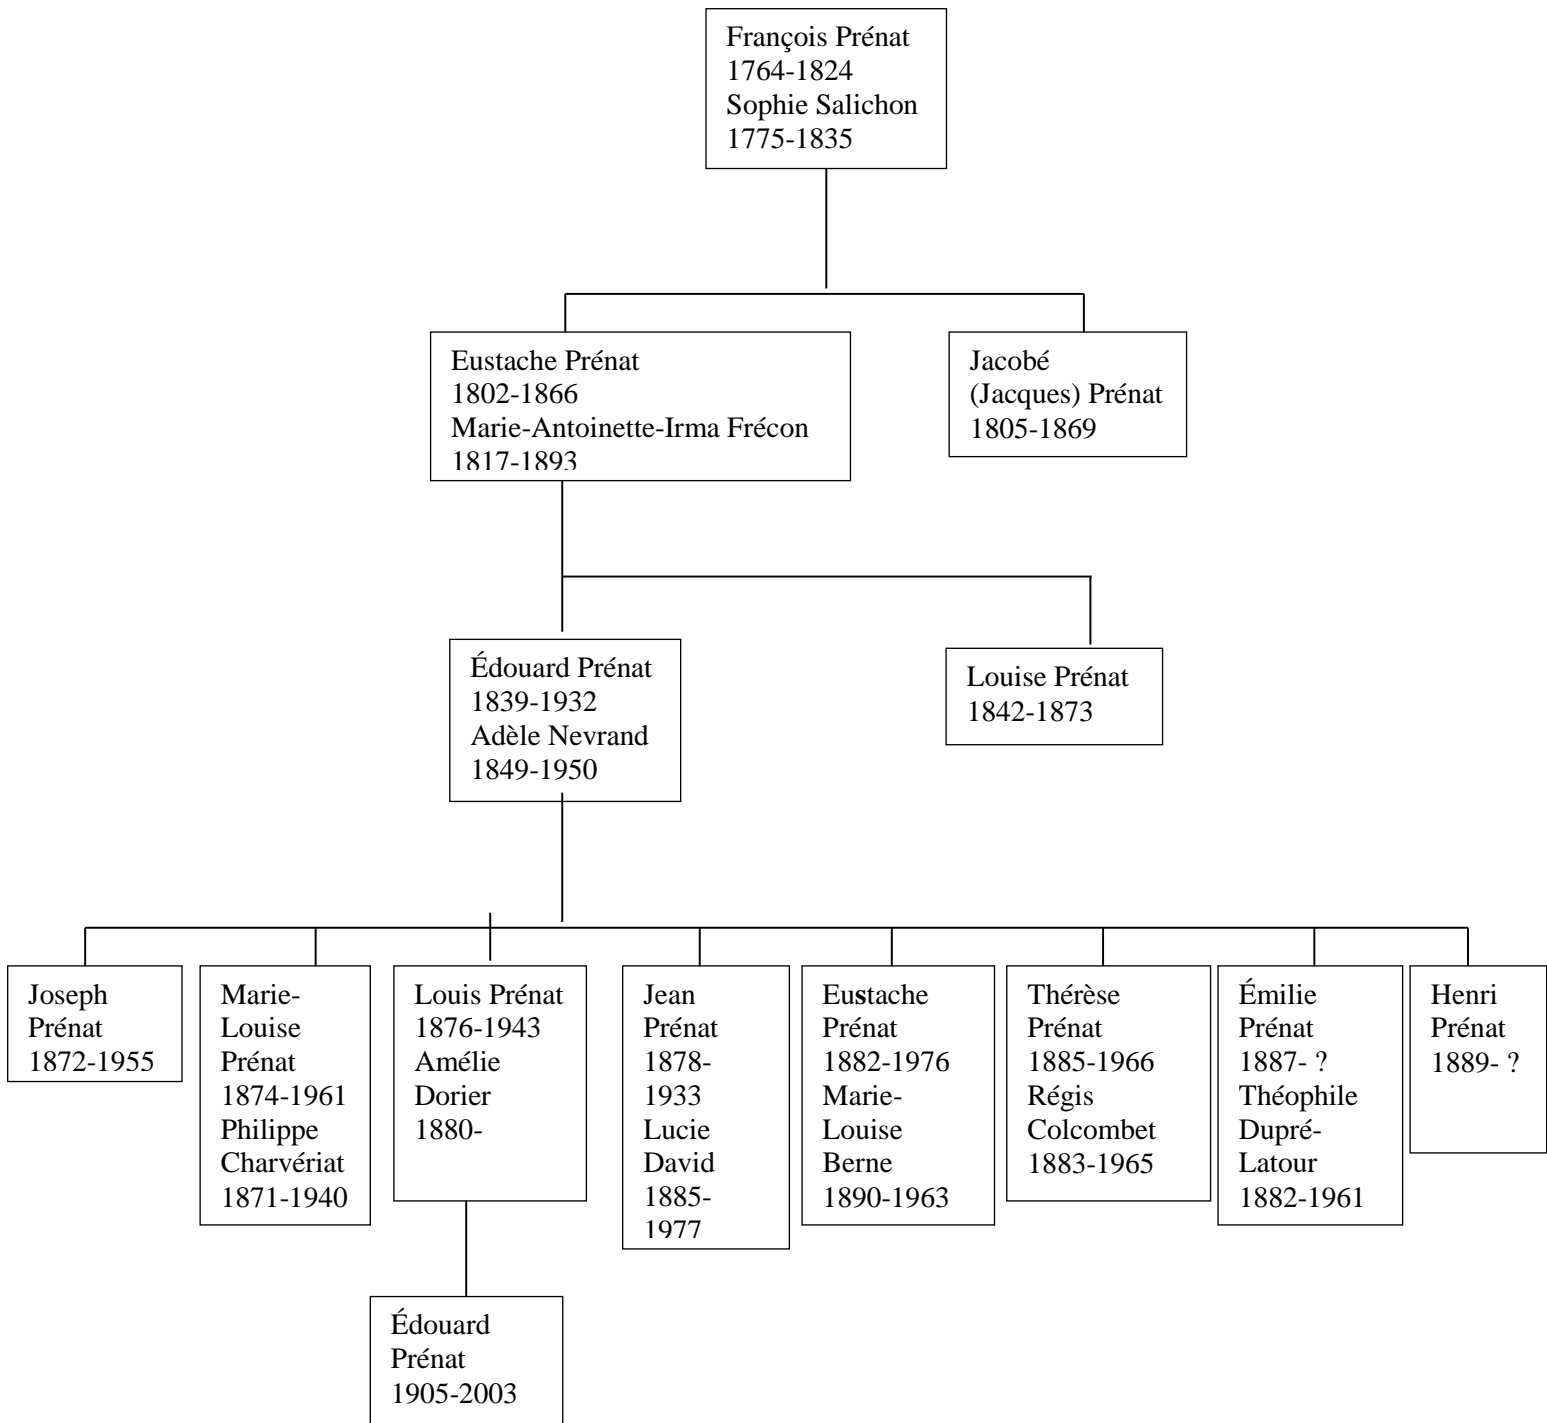 François Prénat
1764-1824
Sophie Salichon
1775-1835
Eustache Prénat
1802-1866
Marie-Antoinette-Irma Frécon
1817-1893
Jacobé
(Jacques) Prénat
1805-1869
Édouard Prénat
1839-1932
Adèle Nevrand
1849-1950
Louise Prénat
1842-1873
Joseph
Prénat
1872-1955
Marie-
Louise
Prénat
1874-1961
Philippe
Charvériat
1871-1940
Louis Prénat
1876-1943
Amélie
Dorier
1880-
Jean
Prénat
1878-
1933
Lucie
David
1885-
1977
Eustache
Prénat
1882-1976
Marie-
Louise
Berne
1890-1963
Thérèse
Prénat
1885-1966
Régis
Colcombet
1883-1965
Émilie
Prénat
1887- ?
Théophile
Dupré-
Latour
1882-1961
Henri
Prénat
1889- ?
Édouard
Prénat
1905-2003